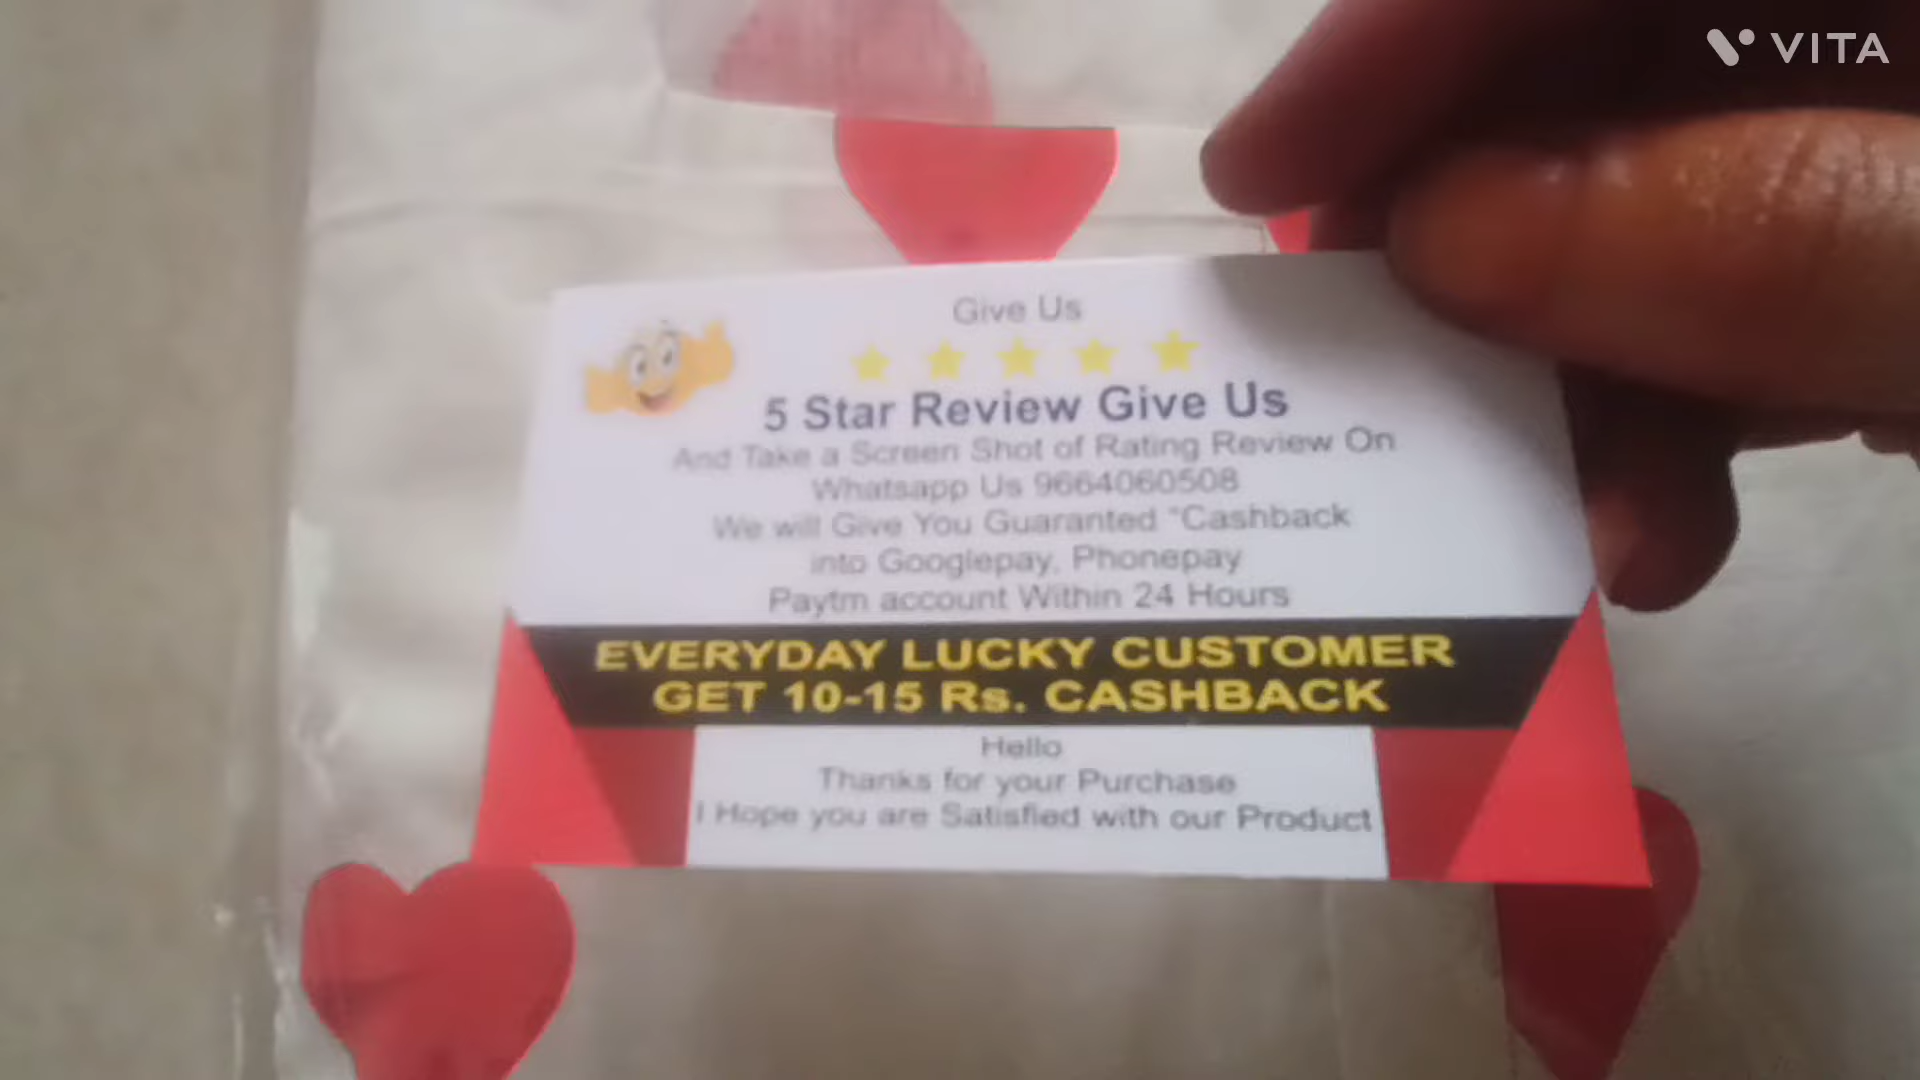 VITA
Give Us
5 Star Review Give Us
And Take a Screen Shot of Rating Review On
Whatsapp Us 9664060508
We will Give You Guaranted "Cashback
into Googlepay, Phonepay
Paytm account Within 24 Hours
EVERYDAY LUCKY CUSTOMER
GET 10-15 Rs. CASHBACK
Hello
Thanks for your Purchase
I Hope you are Satisfied with our Product